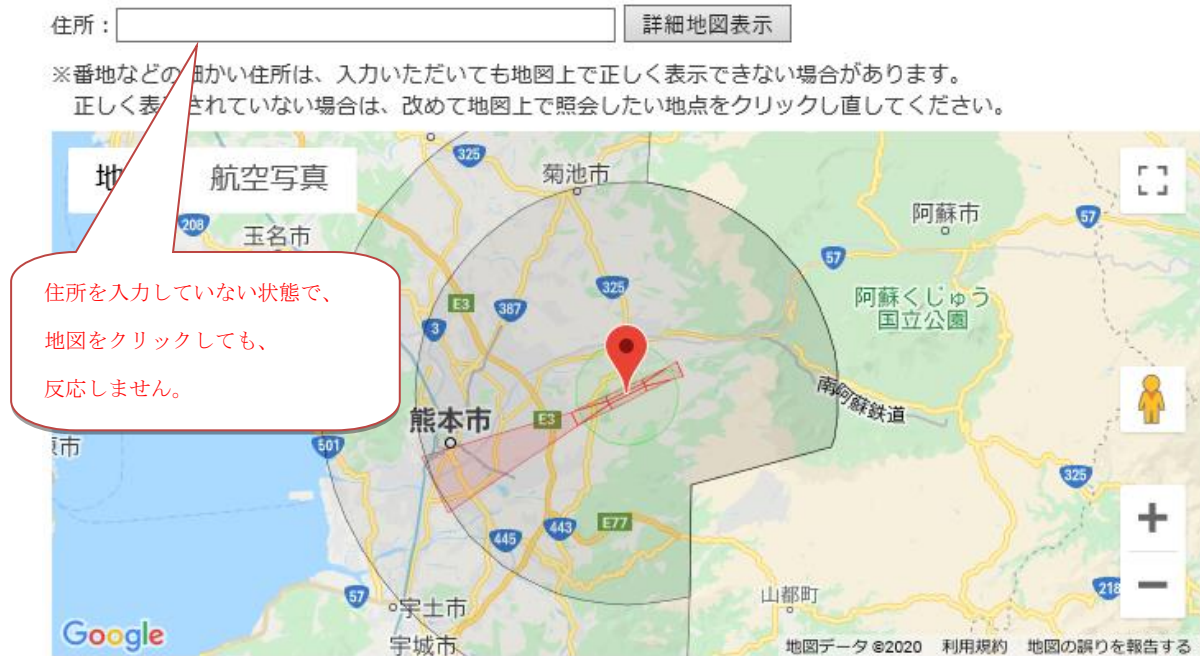 住所：
詳細地図表示
※番地などの細かい住所は、入力いただいても地図上で正しく表示できない場合があります。
正しく表示されていない場合は、改めて地図上で照会したい地点をクリックし直してください。
地
航空写真
325
菊池市
阿蘇市
57
208
玉名市
57
住所を入力していない状態で、
地図をクリックしても、
反応しません。
325
E3
387
3
阿蘇くじゅう
国立公園
南阿蘇鉄道
熊本市
E3
501
市
325
445
443
E77
57
宇土市
山都町
218
宇城市
Google
地図データ ©2020
利用規約
地図の誤りを報告する